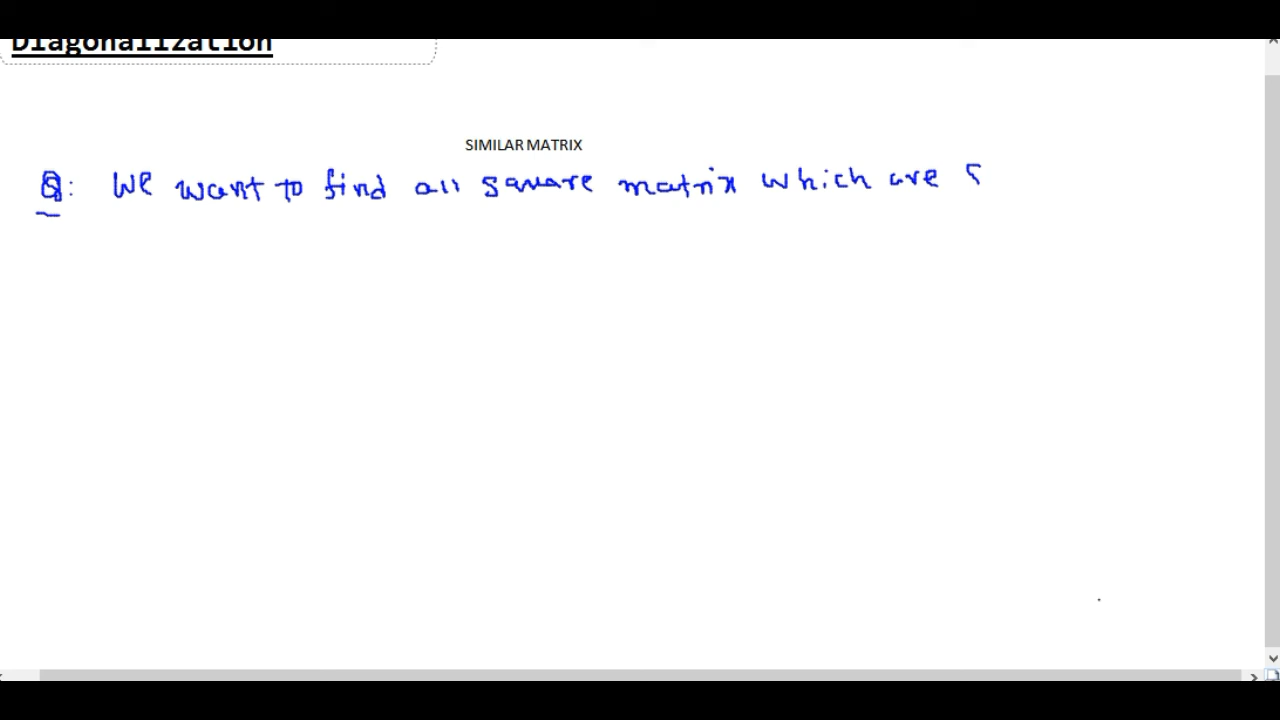 Diagonalization
SIMILAR MATRIX
Q: We want to find all square matrix which are s